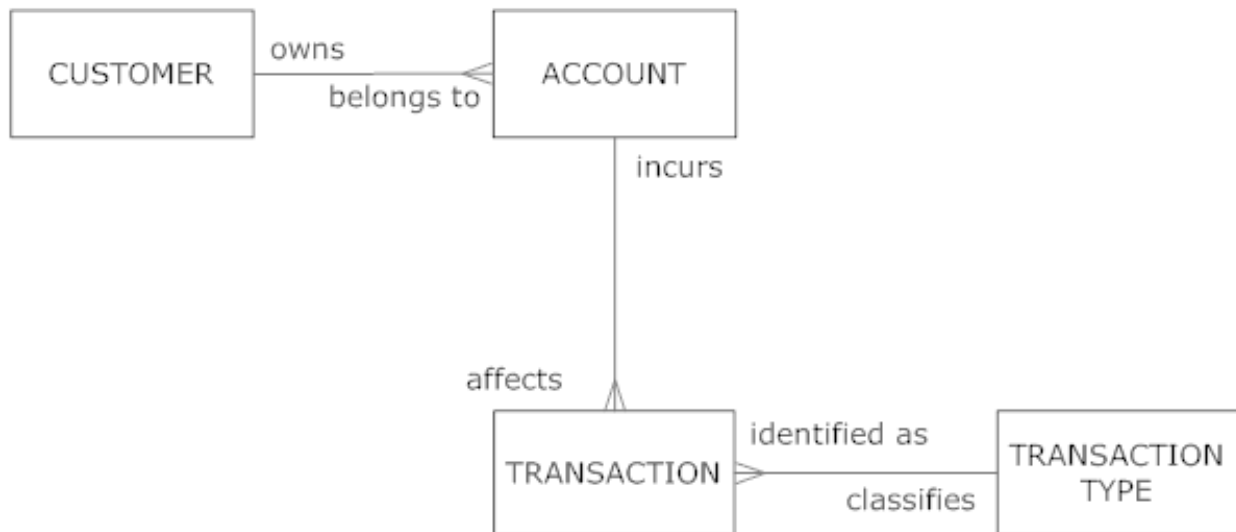 owns
CUSTOMER
ACCOUNT
belongs to
incurs
affects
identified as
TRANSACTION
TRANSACTION
TYPE
classifies